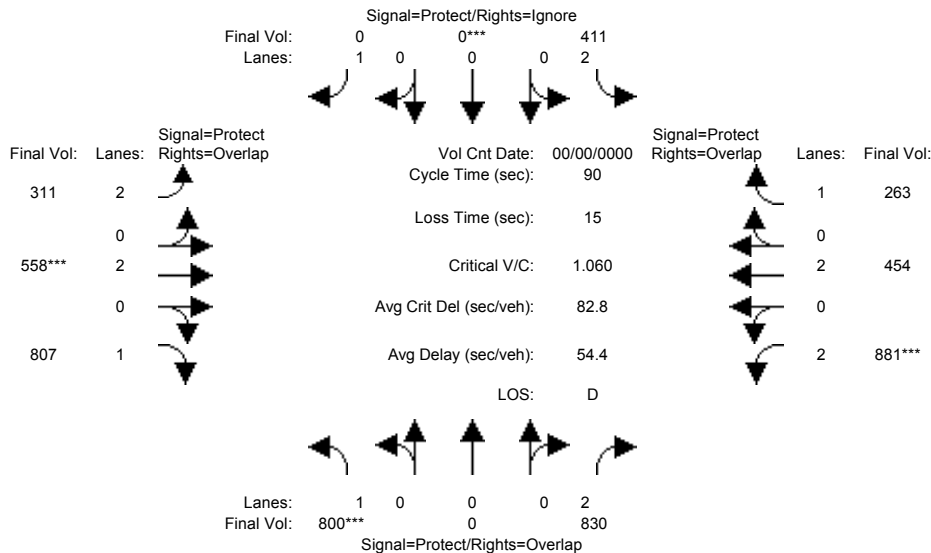 Signal=Protect/Rights=Ignore
Final Vol: 0 0*** 411
Lanes: 1 0 0 0 2
Signal=Protect Signal=Protect
Final Vol: Lanes: Rights=Overlap Vol Cnt Date: 00/00/0000 Rights=Overlap Lanes: Final Vol:
Cycle Time (sec): 90
311 2 1 263
Loss Time (sec): 15
0 0
558*** 2 Critical V/C: 1.060 2 454
0 Avg Crit Del (sec/veh): 82.8 0
807 1 Avg Delay (sec/veh): 54.4 2 881***
LOS: D
Lanes: 1 0 0 0 2
Final Vol: 800*** 0 830
Signal=Protect/Rights=Overlap